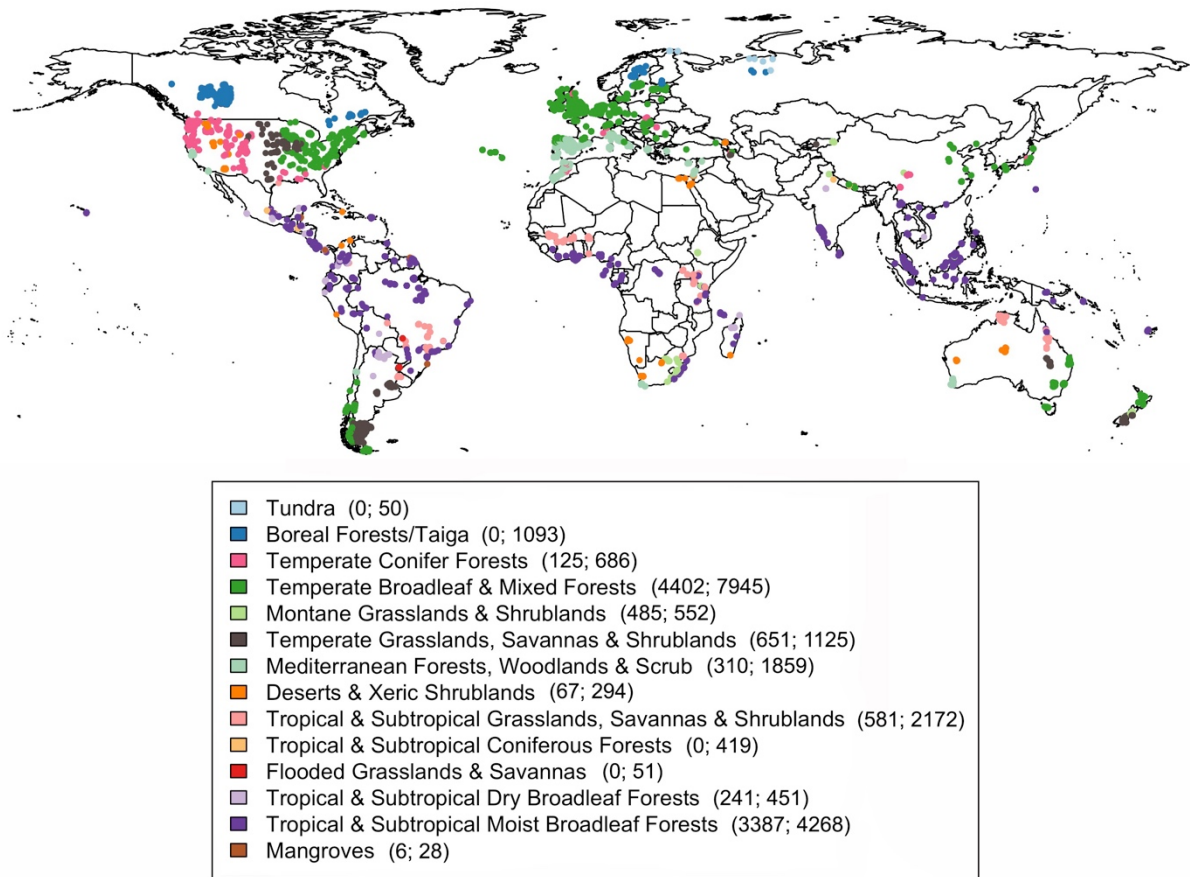 Tundra (0; 50)
Boreal Forests/Taiga (0; 1093)
Temperate Conifer Forests (125; 686)
Temperate Broadleaf & Mixed Forests (4402; 7945)
Montane Grasslands & Shrublands (485; 552)
Temperate Grasslands, Savannas & Shrublands (651; 1125)
Mediterranean Forests, Woodlands & Scrub (310; 1859)
Deserts & Xeric Shrublands (67; 294)
Tropical & Subtropical Grasslands, Savannas & Shrublands (581; 2172)
Tropical & Subtropical Coniferous Forests (0; 419)
Flooded Grasslands & Savannas (0; 51)
Tropical & Subtropical Dry Broadleaf Forests (241; 451)
Tropical & Subtropical Moist Broadleaf Forests (3387; 4268)
Mangroves (6; 28)